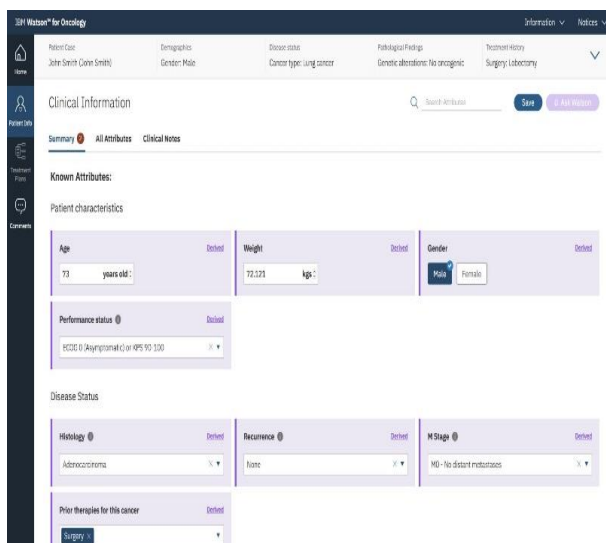 IBM Watson™ for Oncology Information Notices
Home
Patient Info
Treatment Plans
Comments
Patient Case Demographics Disease status Pathological Findings Treatment History
John Smith (John Smith) Gender: Male Cancer type: Lung cancer Genetic alterations: No oncogenic Surgery: Lobectomy
Clinical Information Search Attributes Save Ask Watson
Summary All Attributes Clinical Notes
Known Attributes:
Patient characteristics
Age Derived Weight Derived Gender Derived
73 years old 72.121 kgs Male Female
Performance status Derived
ECOG 0 (Asymptomatic) or KPS 90-100
Disease Status
Histology Derived Recurrence Derived M Stage Derived
Adenocarcinoma None M0 - No distant metastases
Prior therapies for this cancer Derived
Surgery ×